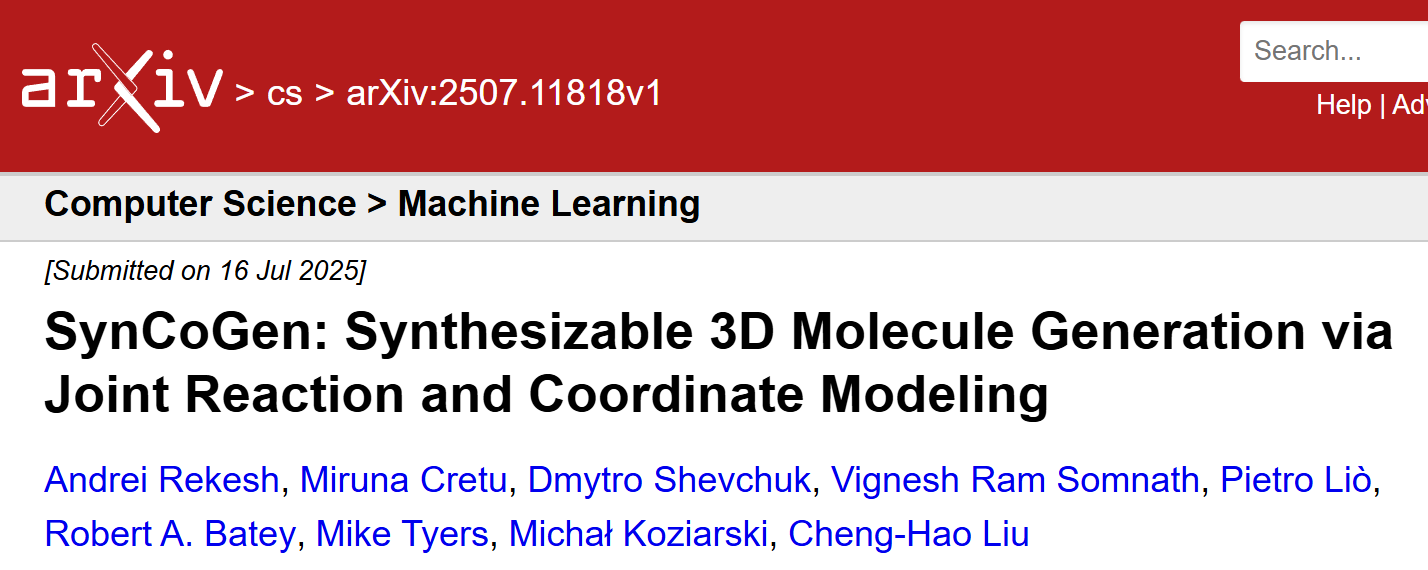 arXiv > cs > arXiv:2507.11818v1
Search...
Help | Adv
Computer Science > Machine Learning
[Submitted on 16 Jul 2025]
SynCoGen: Synthesizable 3D Molecule Generation via
Joint Reaction and Coordinate Modeling
Andrei Rekesh, Miruna Cretu, Dmytro Shevchuk, Vignesh Ram Somnath, Pietro Liò,
Robert A. Batey, Mike Tyers, Michał Koziarski, Cheng-Hao Liu